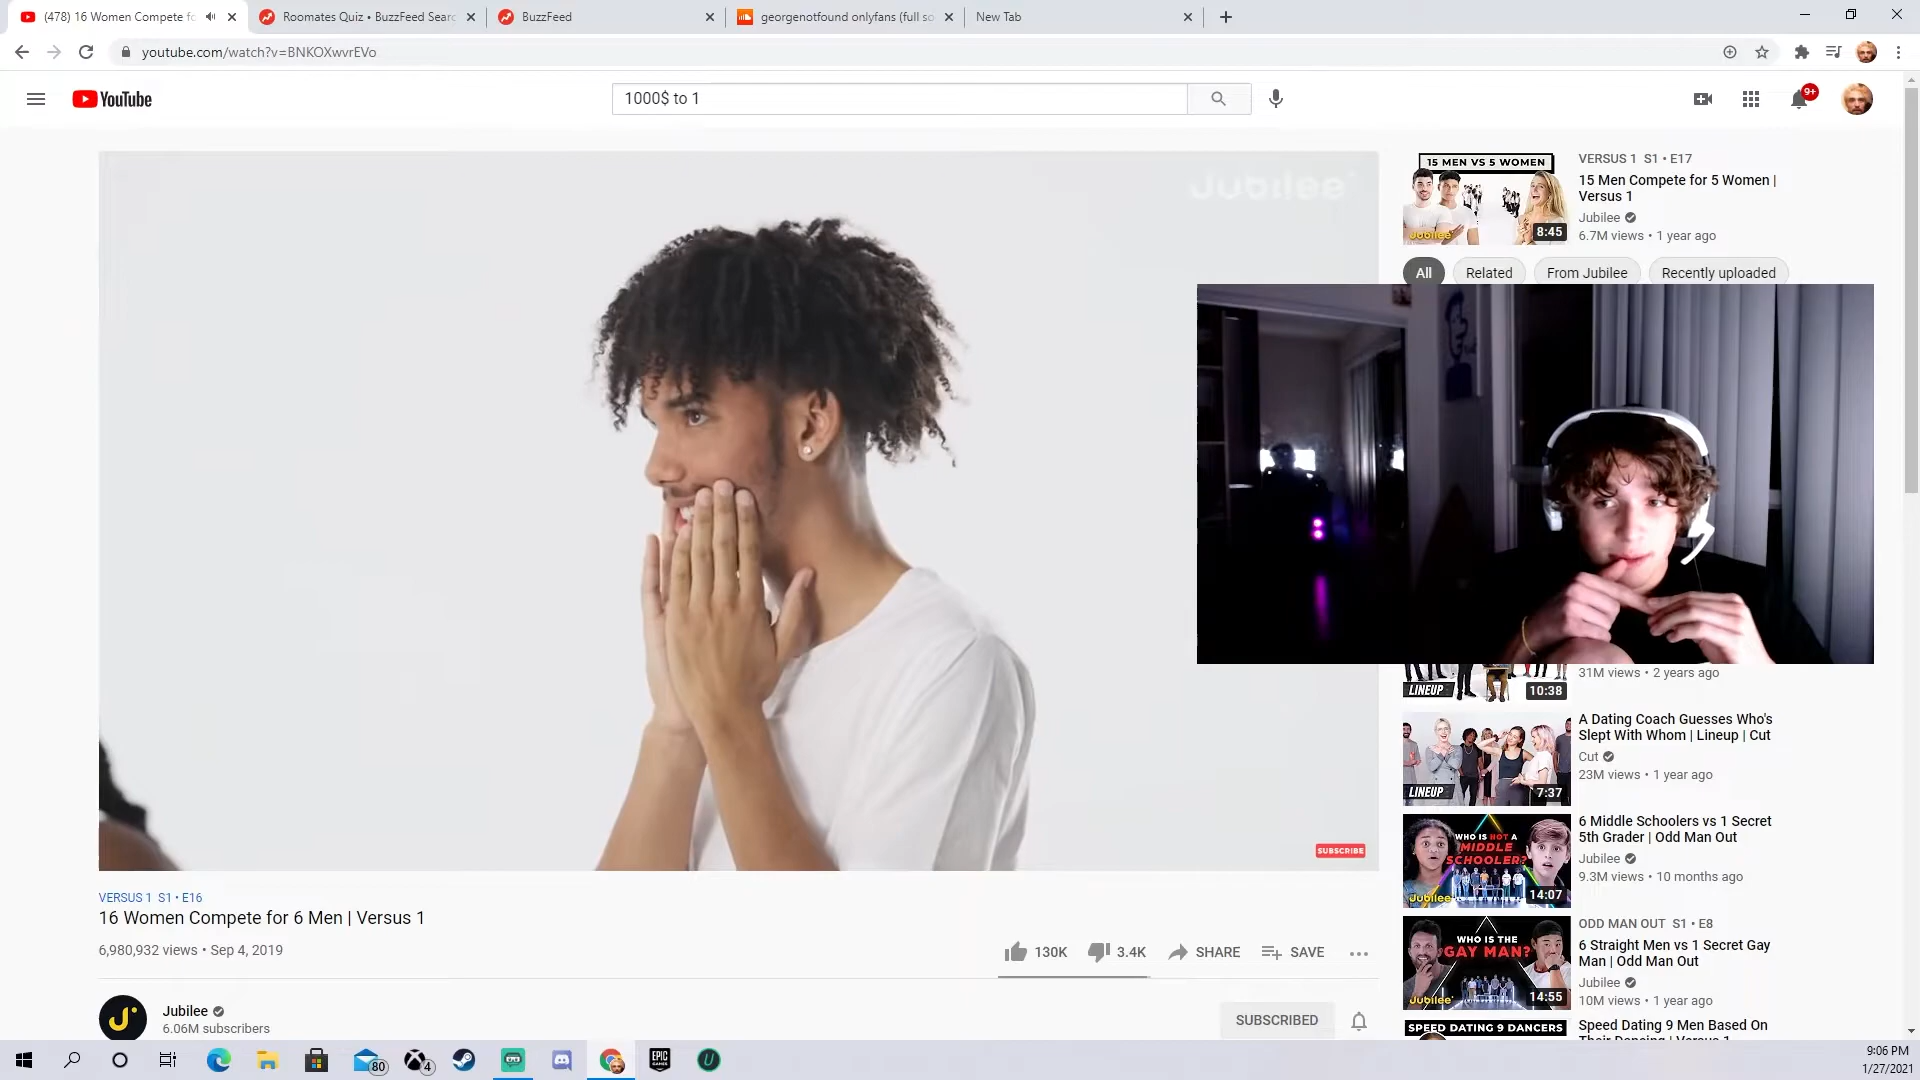 (478) 16 Women Compete fo
Roomates Quiz • BuzzFeed Searc
BuzzFeed
georgenotfound onlyfans (full so
New Tab
youtube.com/watch?v=BNKOXwvrEVo
YouTube
1000$ to 1
9+
Jubilee
SUBSCRIBE
VERSUS 1 S1 • E16
16 Women Compete for 6 Men | Versus 1
6,980,932 views • Sep 4, 2019
130K
3.4K
SHARE
SAVE
Jubilee
6.06M subscribers
SUBSCRIBED
15 MEN VS 5 WOMEN
Jubilee
8:45
VERSUS 1 S1 • E17
15 Men Compete for 5 Women |
Versus 1
Jubilee
6.7M views • 1 year ago
All
Related
From Jubilee
Recently uploaded
LINEUP
10:38
31M views • 2 years ago
LINEUP
7:37
A Dating Coach Guesses Who's
Slept With Whom | Lineup | Cut
Cut
23M views • 1 year ago
WHO IS NOT A
MIDDLE
SCHOOLER?
Jubilee
14:07
6 Middle Schoolers vs 1 Secret
5th Grader | Odd Man Out
Jubilee
9.3M views • 10 months ago
WHO IS THE
GAY MAN?
Jubilee
14:55
ODD MAN OUT S1 • E8
6 Straight Men vs 1 Secret Gay
Man | Odd Man Out
Jubilee
10M views • 1 year ago
SPEED DATING 9 DANCERS
Speed Dating 9 Men Based On
Their Dancing | Versus 1
80
4
EPIC
GAMES
9:06 PM
1/27/2021